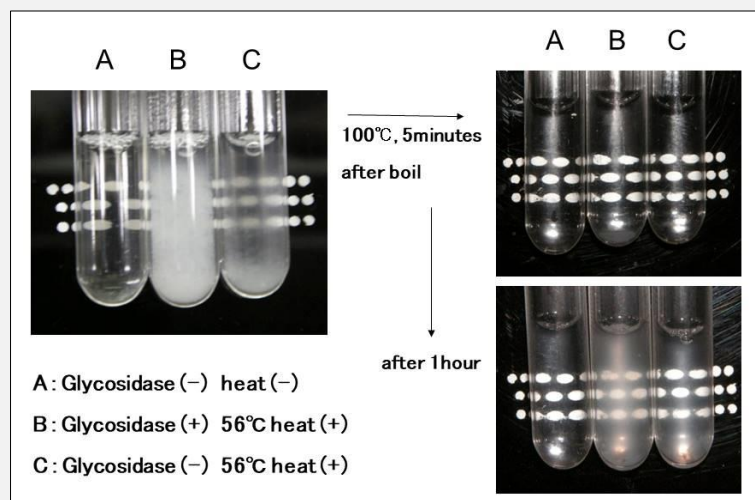 A B C
A B C
100℃, 5minutes
after boil
after 1hour
A : Glycosidase (−) heat (−)
B : Glycosidase (+) 56℃ heat (+)
C : Glycosidase (−) 56℃ heat (+)